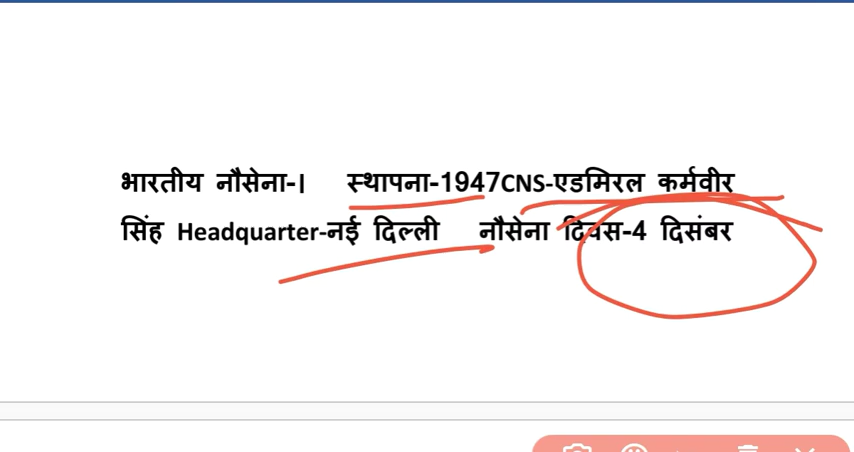 भारतीय नौसेना-। स्थापना-1947CNS-एडमिरल कर्मवीर
सिंह Headquarter-नई दिल्ली नौसेना दिवस-4 दिसंबर